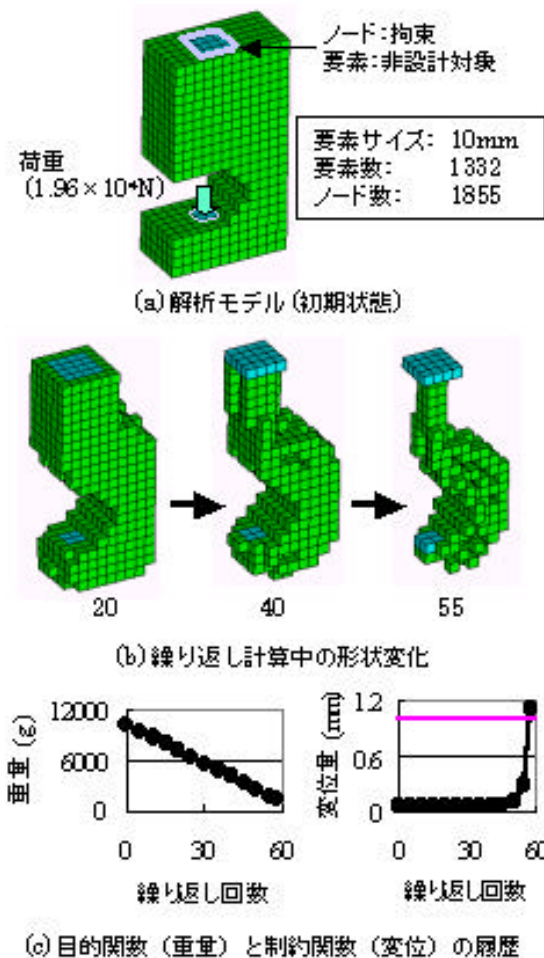 ノード:拘束
要素:非設計対象
要素サイズ: 10mm
要素数: 1332
ノード数: 1855
荷重
(1.96×10⁴N)
(a) 解析モデル (初期状態)
20
40
55
(b) 繰り返し計算中の形状変化
重量 (g)
12000
6000
0
0 30 60
繰り返し回数
変位量 (mm)
1.2
0.6
0
0 30 60
繰り返し回数
(c) 目的関数 (重量) と制約関数 (変位) の履歴